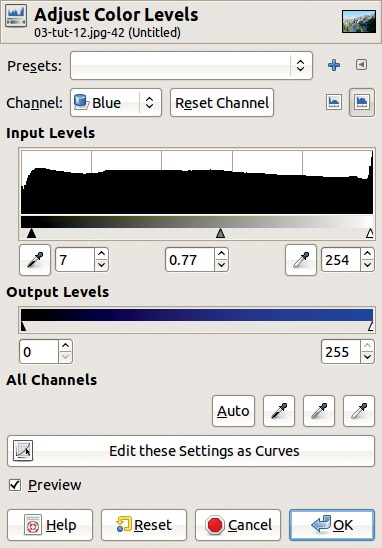 Adjust Color Levels
03-tut-12.jpg-42 (Untitled)
Presets:
Channel: Blue Reset Channel
Input Levels
7 0.77 254
Output Levels
0 255
All Channels
Auto
Edit these Settings as Curves
Preview
Help Reset Cancel OK